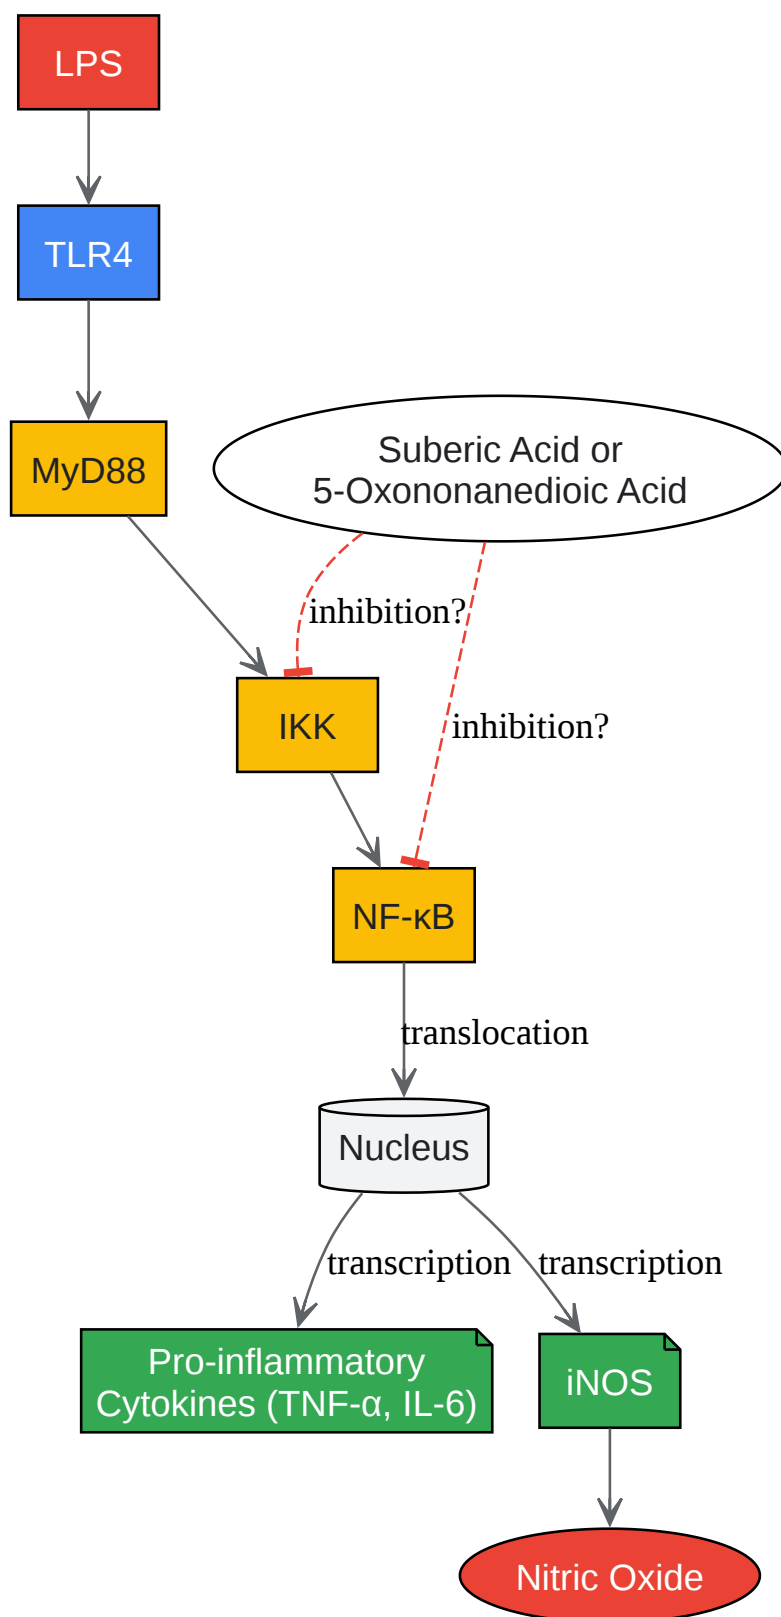 LPS
TLR4
MyD88
Suberic Acid or
5-Oxononanedioic Acid
inhibition?
IKK
inhibition?
NF-κB
translocation
Nucleus
transcription
transcription
Pro-inflammatory
Cytokines (TNF-α, IL-6)
iNOS
Nitric Oxide